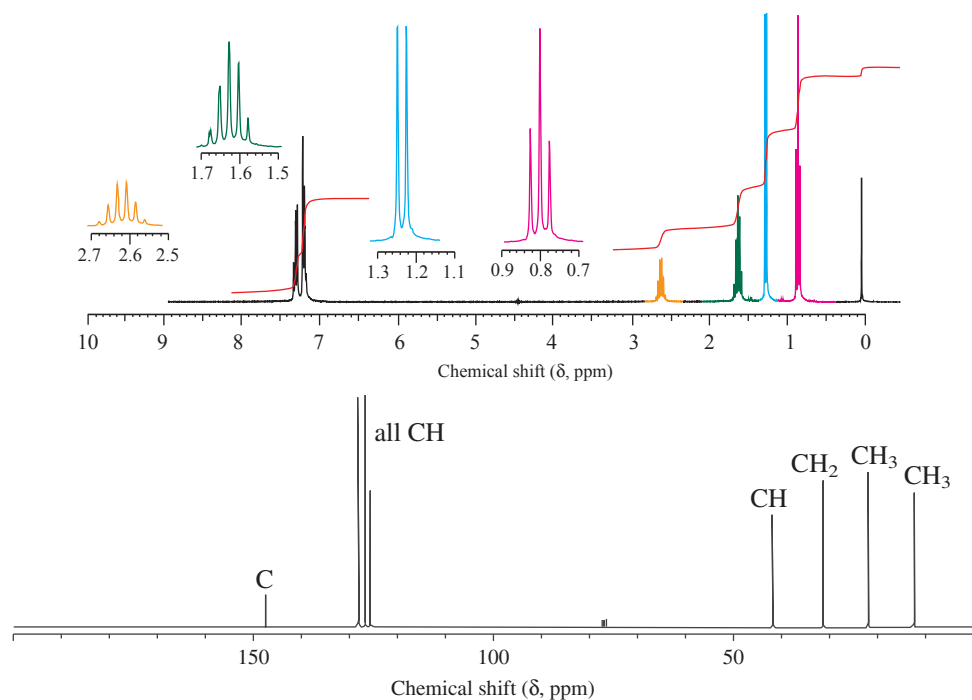 1.7 1.6 1.5
2.7 2.6 2.5
1.3 1.2 1.1
0.9 0.8 0.7
10 9 8 7 6 5 4 3 2 1 0
Chemical shift (δ, ppm)
all CH
C
CH
CH2
CH3
CH3
150 100 50
Chemical shift (δ, ppm)